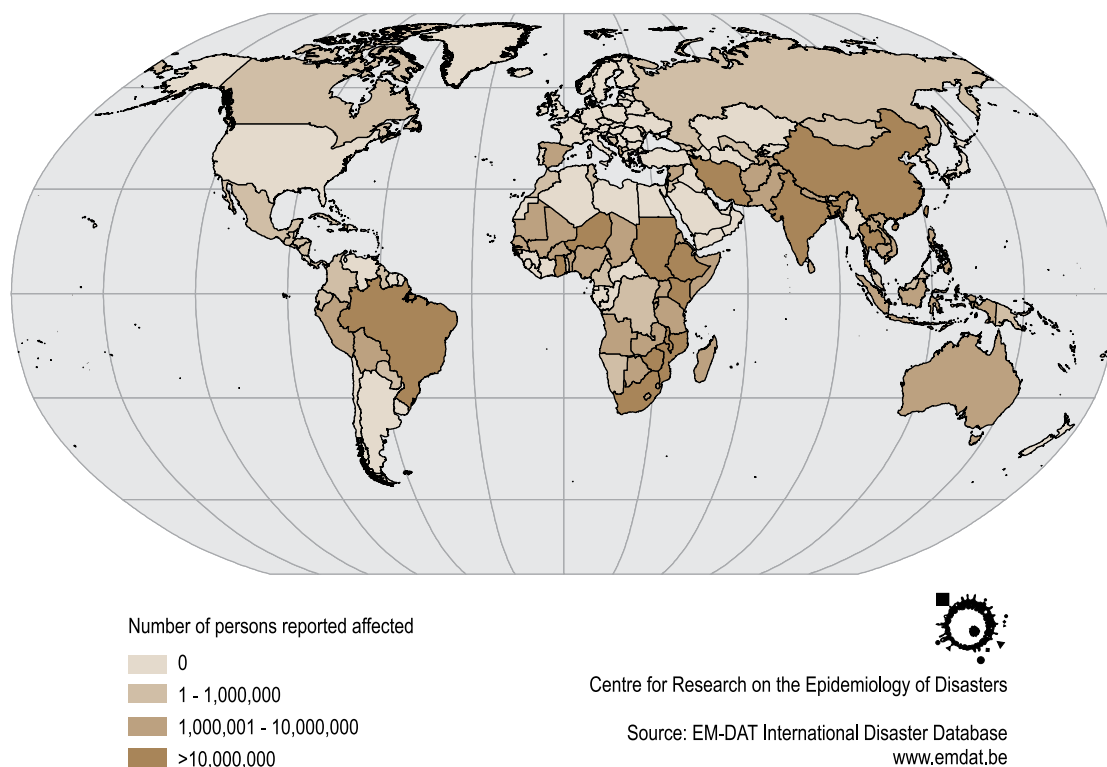 Number of persons reported affected
0
1 - 1,000,000
1,000,001 - 10,000,000
>10,000,000
Centre for Research on the Epidemiology of Disasters
Source: EM-DAT International Disaster Database
www.emdat.be